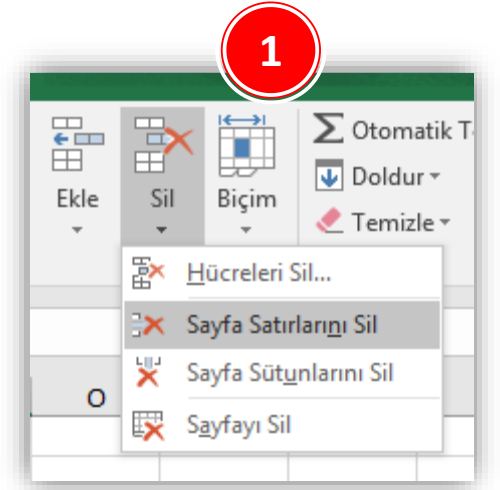 1
Ekle
Sil
Biçim
Otomatik T
Doldur
Temizle
Hücreleri Sil...
Sayfa Satırlarını Sil
Sayfa Sütunlarını Sil
Sayfayı Sil
O